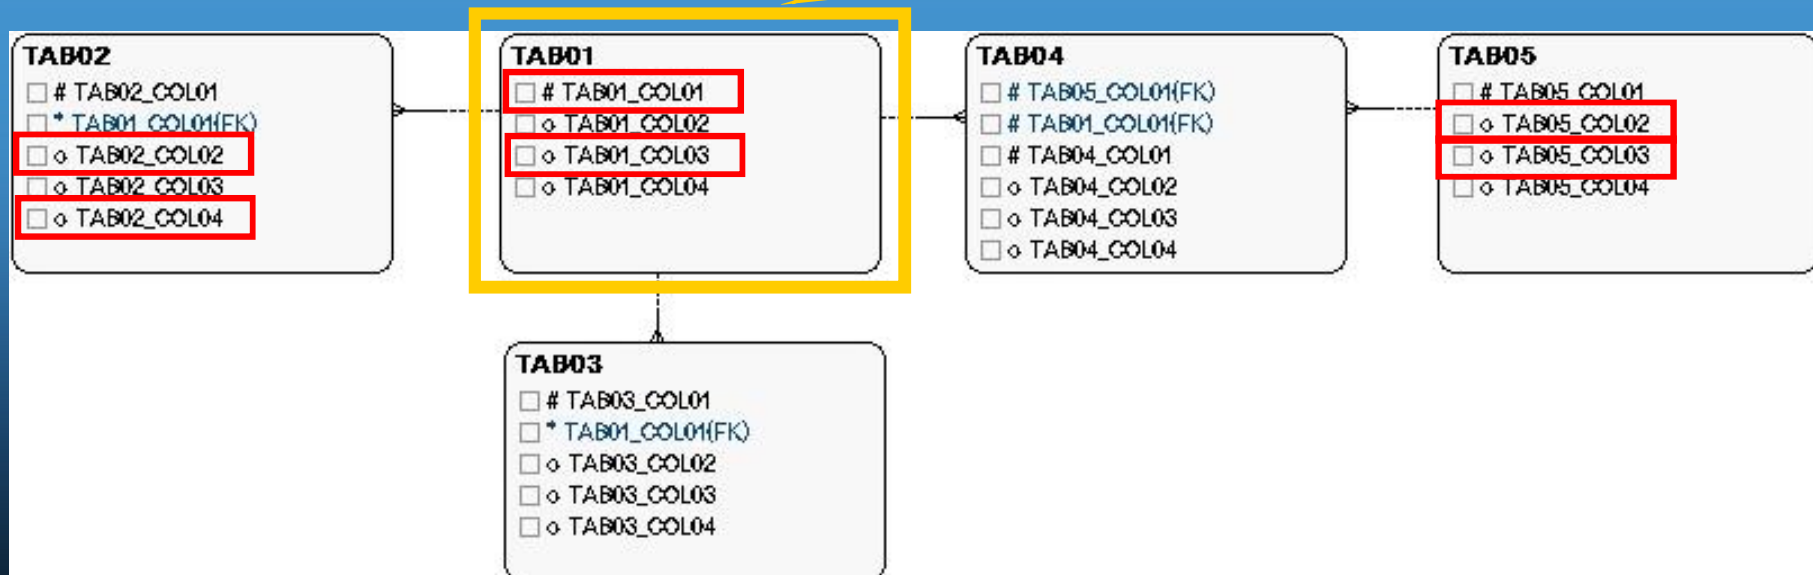 TAB02
# TAB02_COL01
* TAB01_COL01(FK)
o TAB02_COL02
o TAB02_COL03
o TAB02_COL04
TAB01
# TAB01_COL01
o TAB01_COL02
o TAB01_COL03
o TAB01_COL04
TAB04
# TAB05_COL01(FK)
# TAB01_COL01(FK)
# TAB04_COL01
o TAB04_COL02
o TAB04_COL03
o TAB04_COL04
TAB05
# TAB05_COL01
o TAB05_COL02
o TAB05_COL03
o TAB05_COL04
TAB03
# TAB03_COL01
* TAB01_COL01(FK)
o TAB03_COL02
o TAB03_COL03
o TAB03_COL04